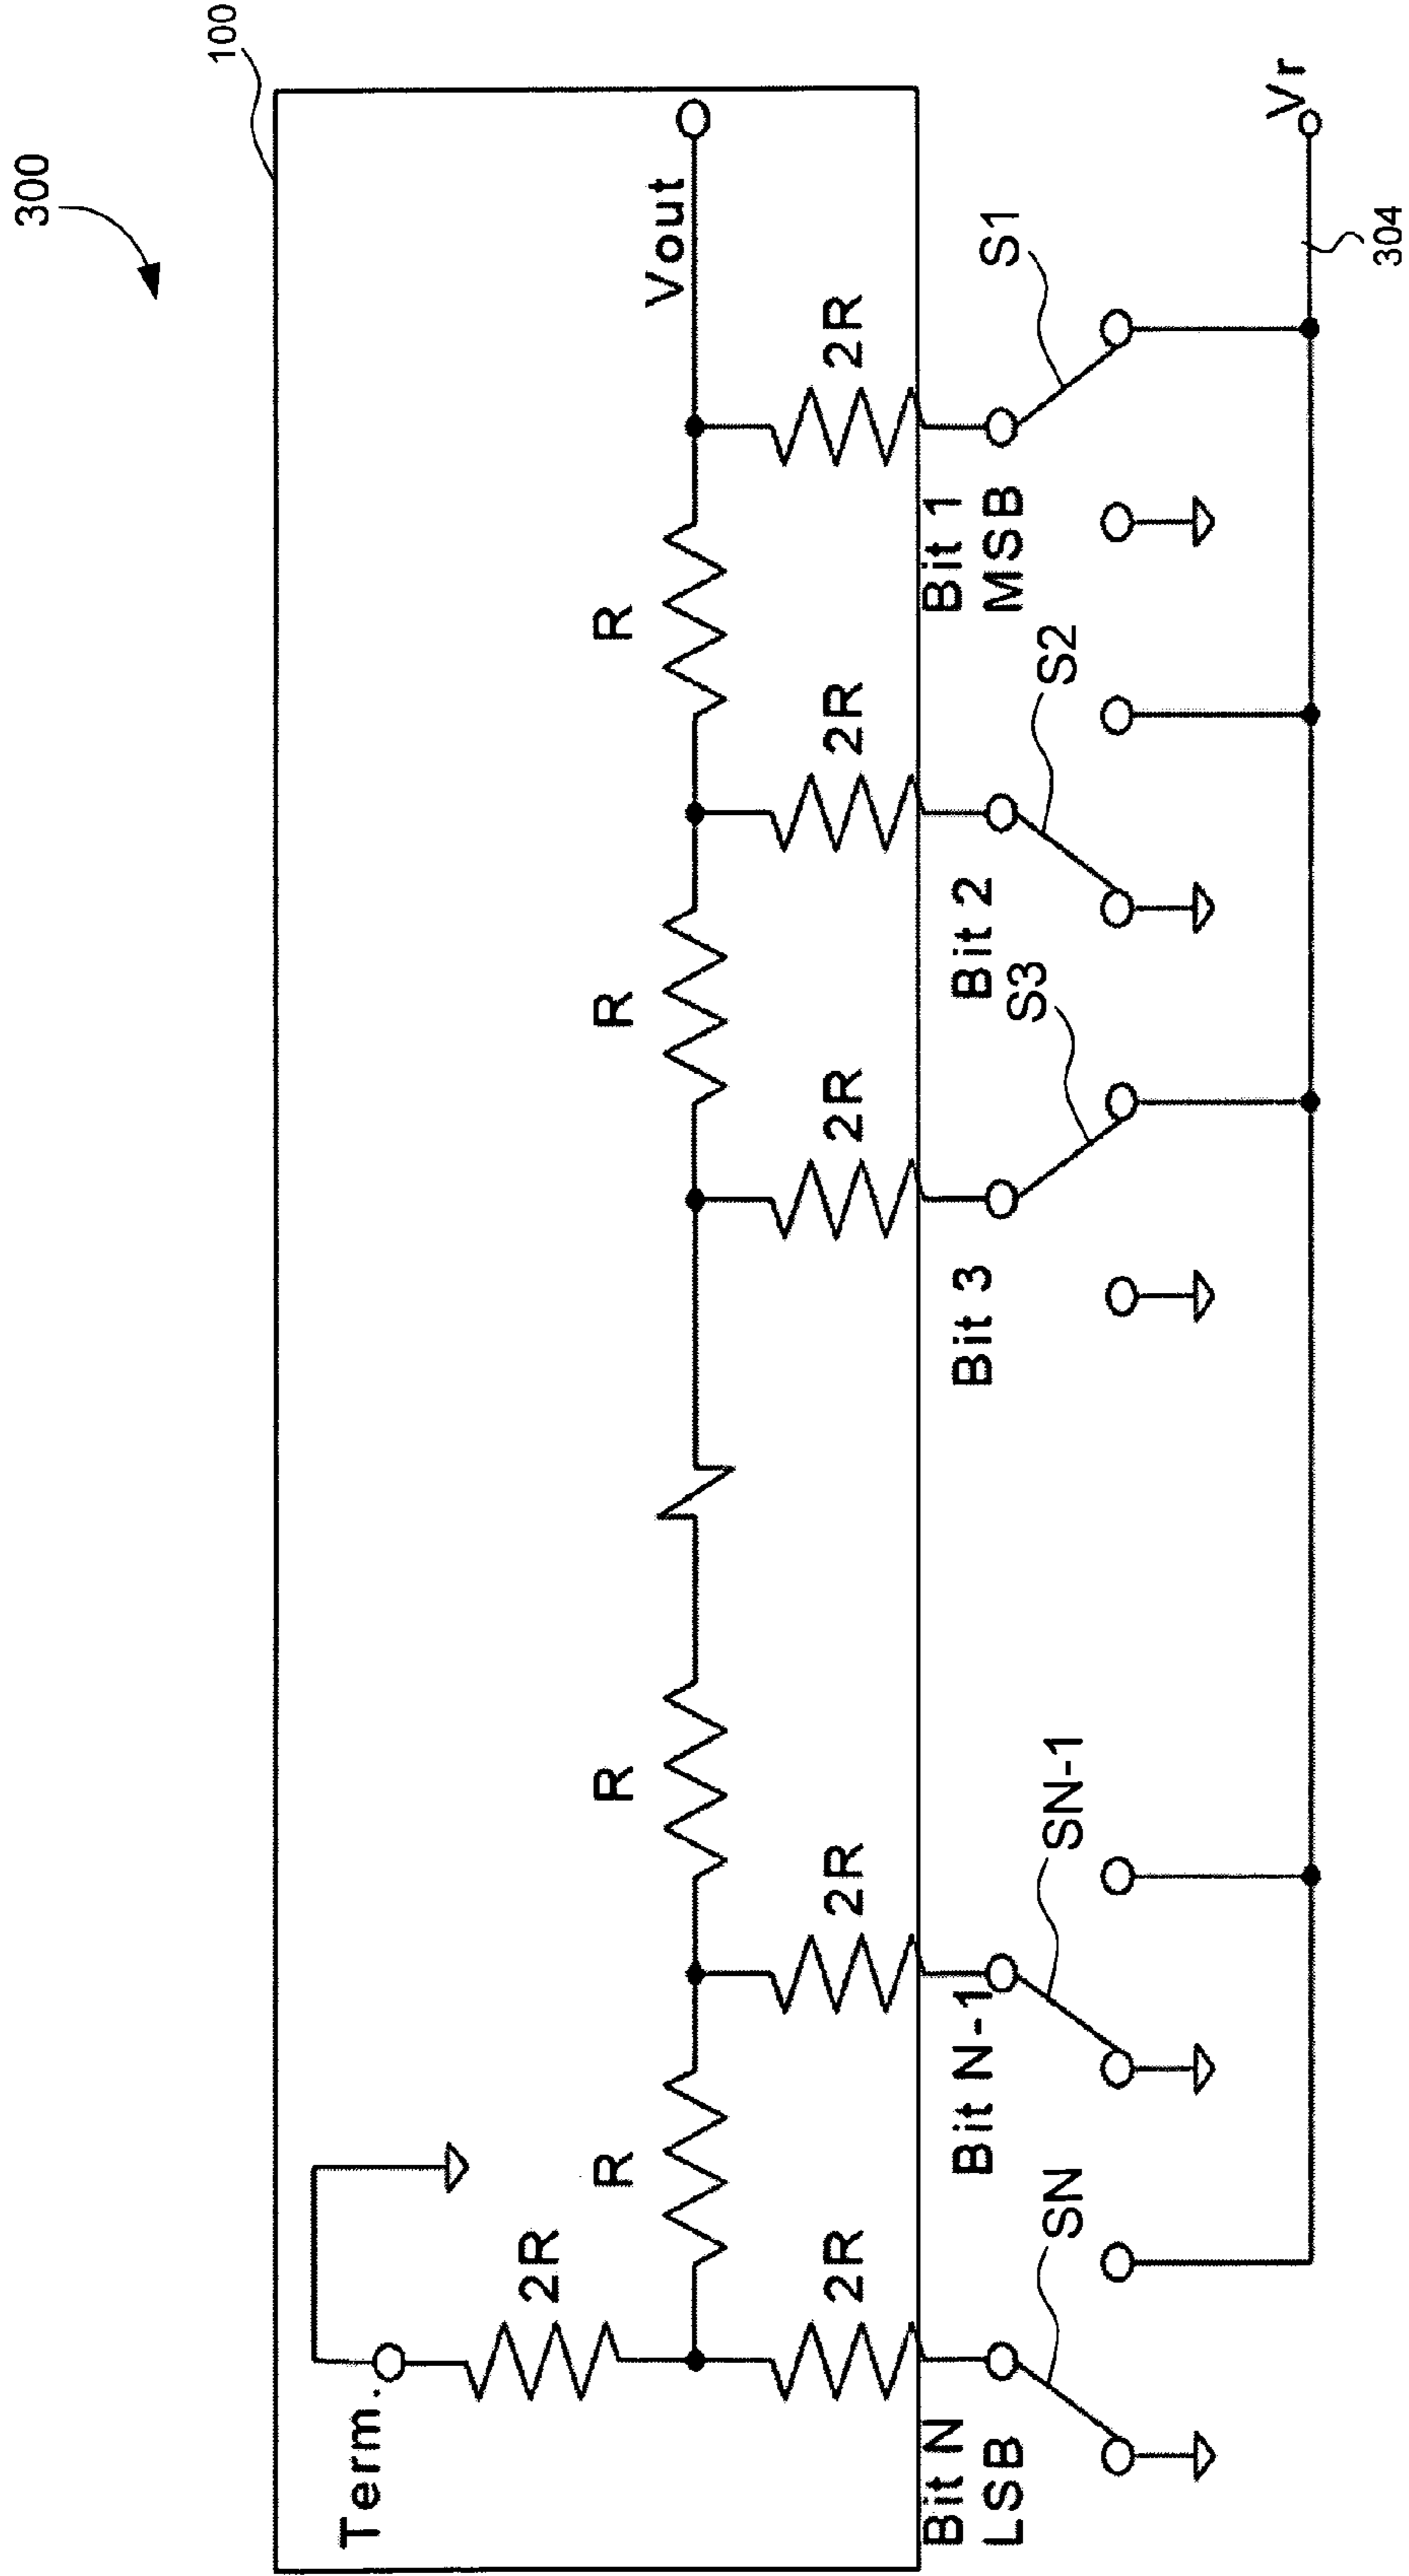 300
100
Term.
2R
R
R
R
R
Vout
2R
2R
2R
2R
2R
Bit N
LSB
Bit N-1
Bit 3
Bit 2
Bit 1
MSB
SN
SN-1
S3
S2
S1
Vr
304